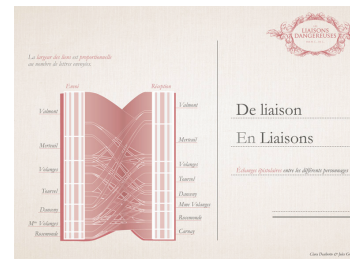 LIAISONS
DANGEREUSES
La largeur des liens est proportionnelle
au nombre de lettres envoyées.
Envoi
Réception
Valmont
Merteuil
Volanges
Tourvel
Danceny
Mme Volanges
Rosemonde
Valmont
Merteuil
Volanges
Tourvel
Danceny
Mme Volanges
Rosemonde
De liaison
En Liaisons
Échanges épistolaires entre les différents personnages